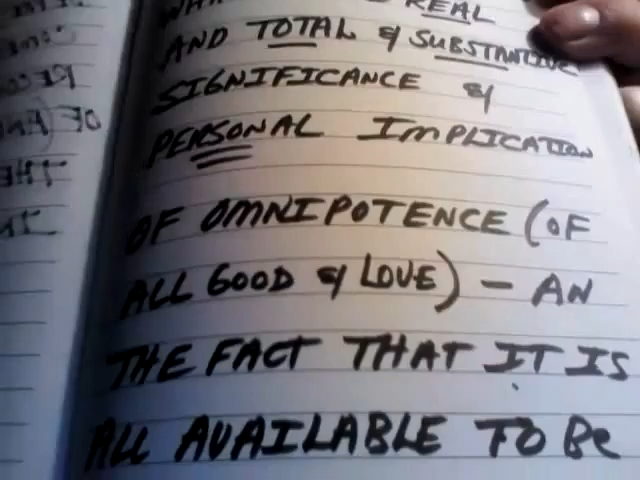 REAL
AND TOTAL & SUBSTANTIVE
SIGNIFICANCE &
PERSONAL IMPLICATION
OF OMNIPOTENCE (OF
ALL GOOD & LOVE) — AN
THE FACT THAT IT IS
ALL AVAILABLE TO BE